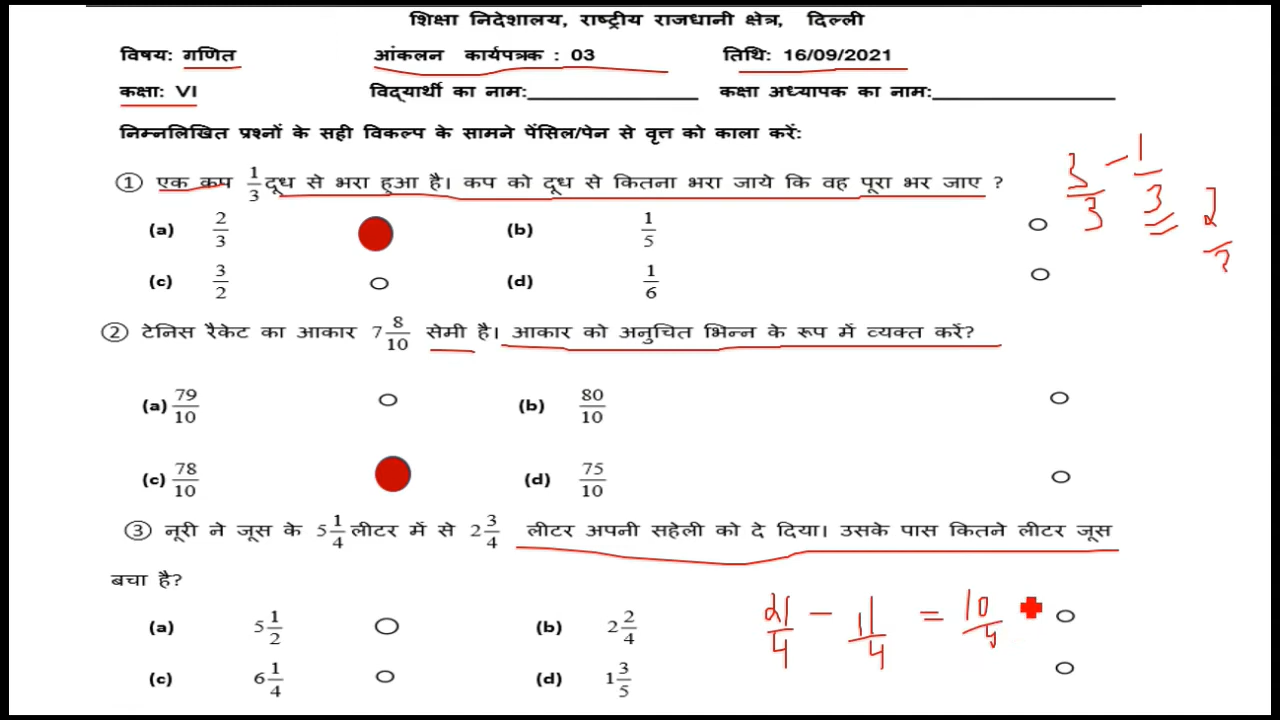 शिक्षा निदेशालय, राष्ट्रीय राजधानी क्षेत्र, दिल्ली
विषय: गणित आंकलन कार्यपत्रक : 03 तिथि: 16/09/2021
कक्षा: VI विद्यार्थी का नाम:______________ कक्षा अध्यापक का नाम:______________
निम्नलिखित प्रश्नों के सही विकल्प के सामने पेंसिल/पेन से वृत्त को काला करें:
① एक कप 1/3 दूध से भरा हुआ है। कप को दूध से कितना भरा जाये कि वह पूरा भर जाए ?
3/3 - 1/3 = 2/3
(a) 2/3 (b) 1/5
(c) 3/2 (d) 1/6
② टेनिस रैकेट का आकार 7 8/10 सेमी है। आकार को अनुचित भिन्न के रूप में व्यक्त करें?
(a) 79/10 (b) 80/10
(c) 78/10 (d) 75/10
③ नूरी ने जूस के 5 1/4 लीटर में से 2 3/4 लीटर अपनी सहेली को दे दिया। उसके पास कितने लीटर जूस
बचा है?
(a) 5 1/2 (b) 2 2/4
21/4 - 11/4 = 10/4
(c) 6 1/4 (d) 1 3/5